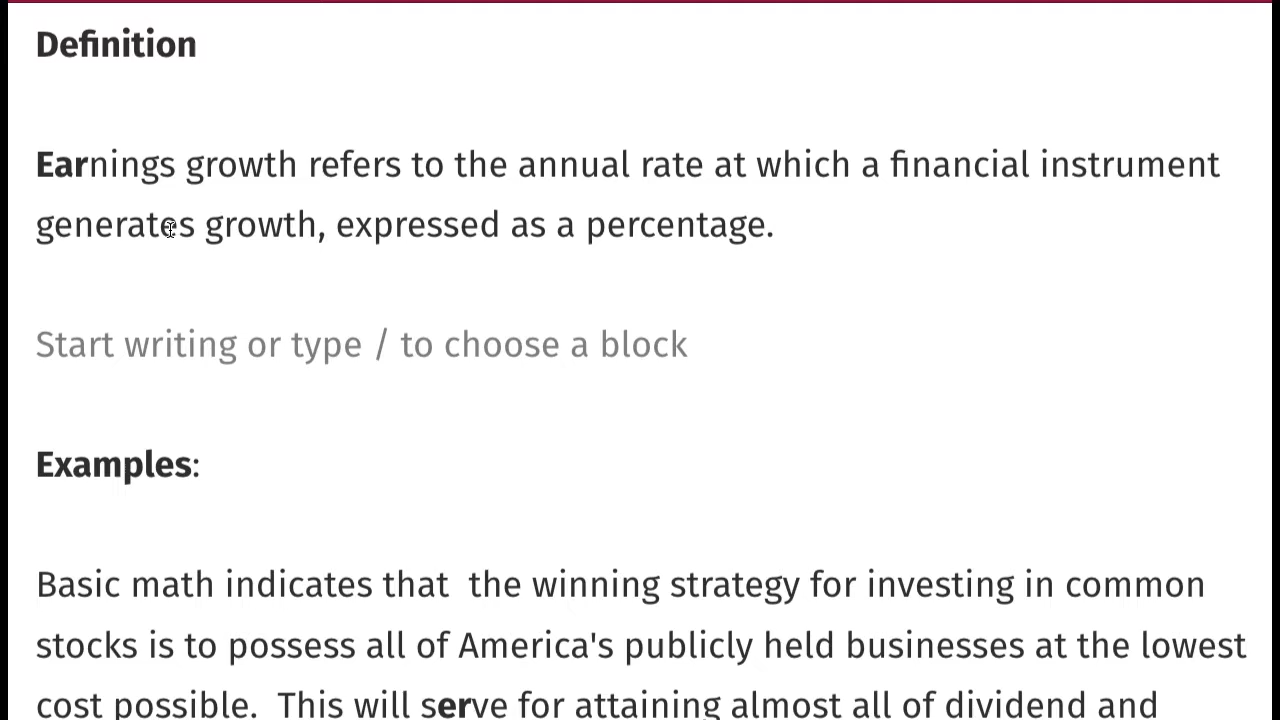 Definition
Earnings growth refers to the annual rate at which a financial instrument
generates growth, expressed as a percentage.
Start writing or type / to choose a block
Examples:
Basic math indicates that  the winning strategy for investing in common
stocks is to possess all of America's publicly held businesses at the lowest
cost possible.  This will serve for attaining almost all of dividend and